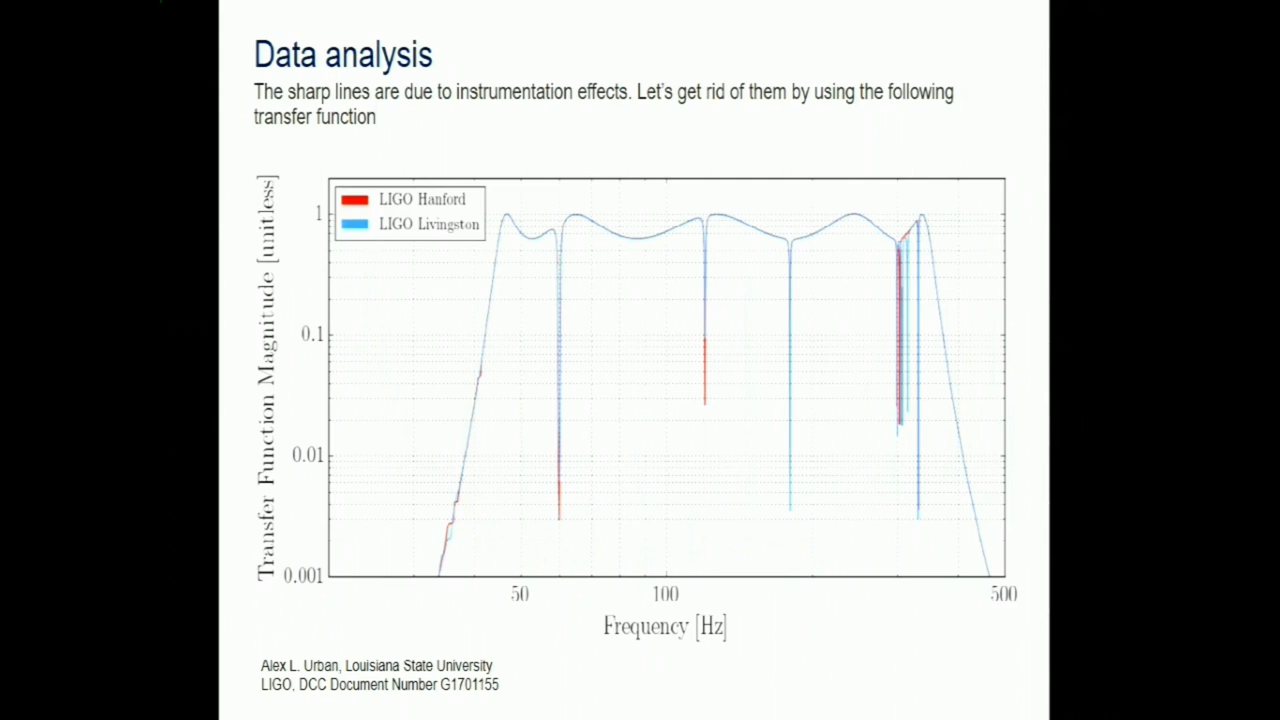 Data analysis
The sharp lines are due to instrumentation effects. Let's get rid of them by using the following
transfer function
LIGO Hanford
LIGO Livingston
Transfer Function Magnitude [unitless]
1
0.1
0.01
0.001
50
100
500
Frequency [Hz]
Alex L. Urban, Louisiana State University
LIGO, DCC Document Number G1701155